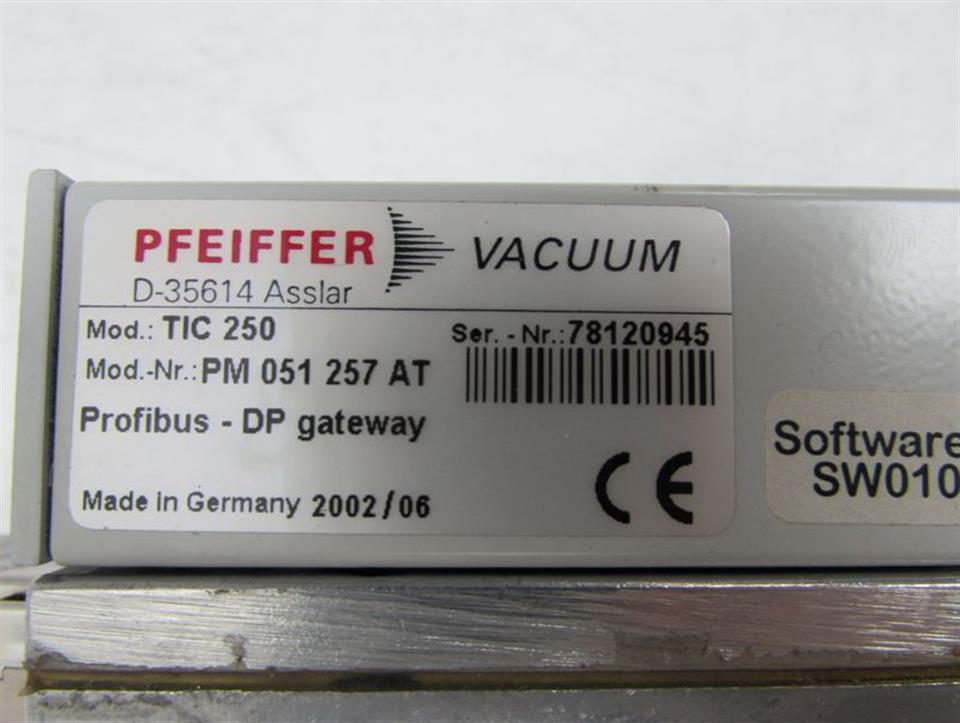 PFEIFFER VACUUM
D-35614 Asslar
Mod.: TIC 250
Ser. - Nr.: 78120945
Mod.-Nr.: PM 051 257 AT
Profibus - DP gateway
CE
Made in Germany 2002/06
Software
SW010